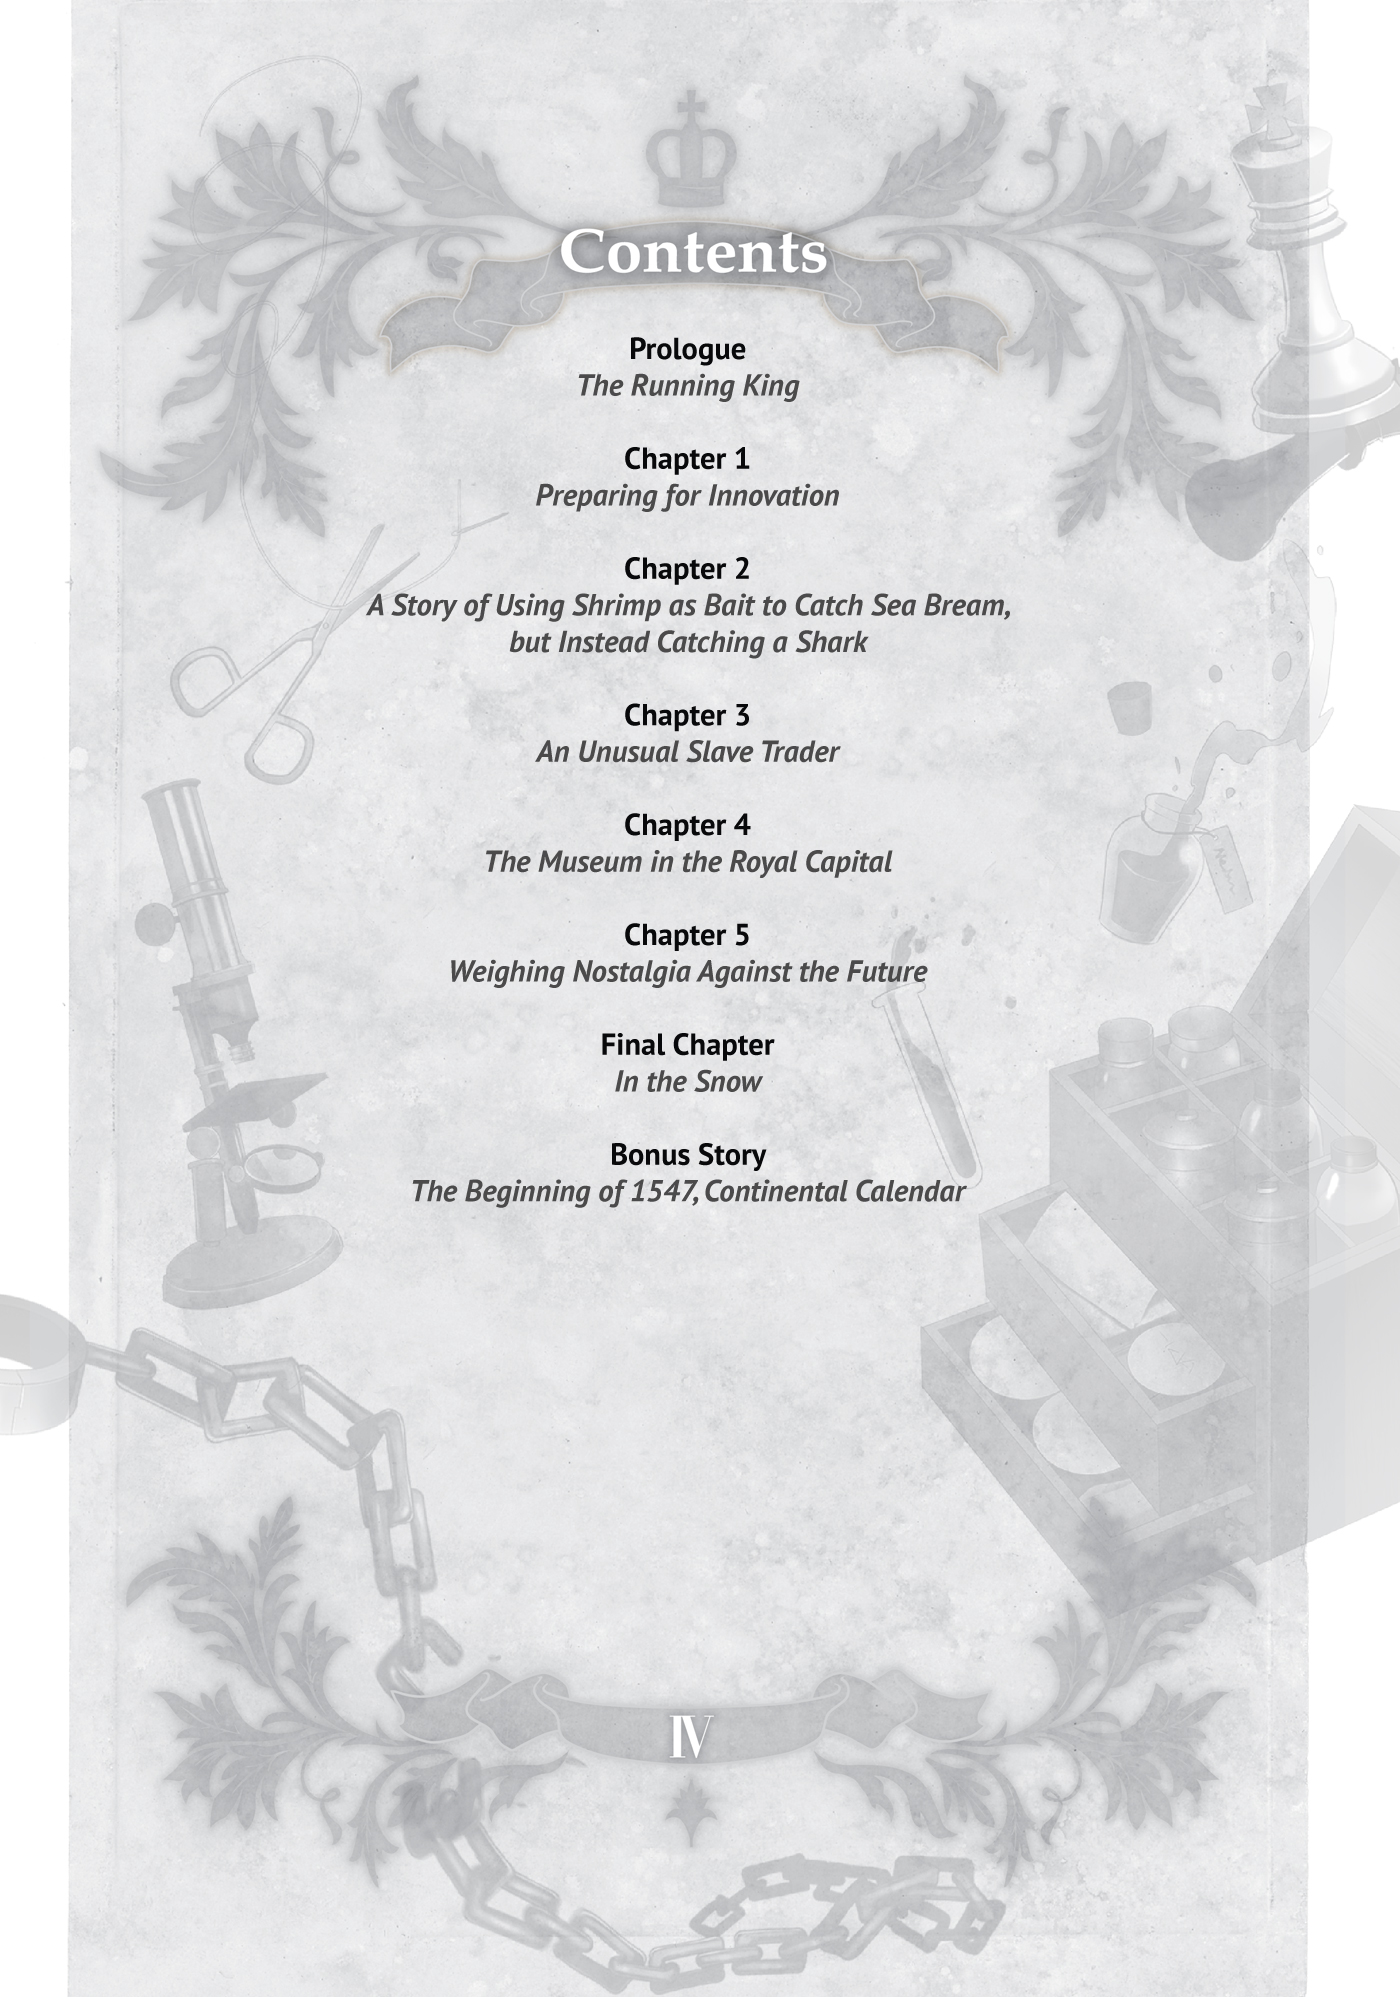 Contents
Prologue
The Running King
Chapter 1
Preparing for Innovation
Chapter 2
A Story of Using Shrimp as Bait to Catch Sea Bream,
but Instead Catching a Shark
Chapter 3
An Unusual Slave Trader
Chapter 4
The Museum in the Royal Capital
Chapter 5
Weighing Nostalgia Against the Future
Final Chapter
In the Snow
Bonus Story
The Beginning of 1547, Continental Calendar
IV